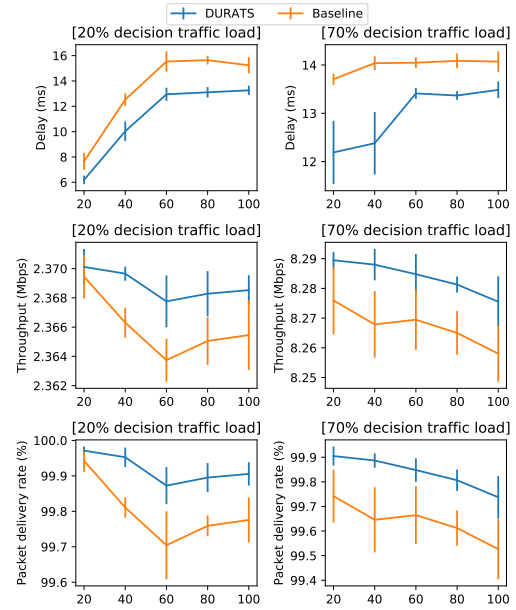 DURATS Baseline
[20% decision traffic load] [70% decision traffic load]
Delay (ms)
16
14
12
10
8
6
20 40 60 80 100
Delay (ms)
14
13
12
20 40 60 80 100
[20% decision traffic load] [70% decision traffic load]
Throughput (Mbps)
2.370
2.368
2.366
2.364
2.362
20 40 60 80 100
Throughput (Mbps)
8.29
8.28
8.27
8.26
8.25
20 40 60 80 100
[20% decision traffic load] [70% decision traffic load]
Packet delivery rate (%)
100.0
99.9
99.8
99.7
99.6
20 40 60 80 100
Packet delivery rate (%)
99.9
99.8
99.7
99.6
99.5
99.4
20 40 60 80 100